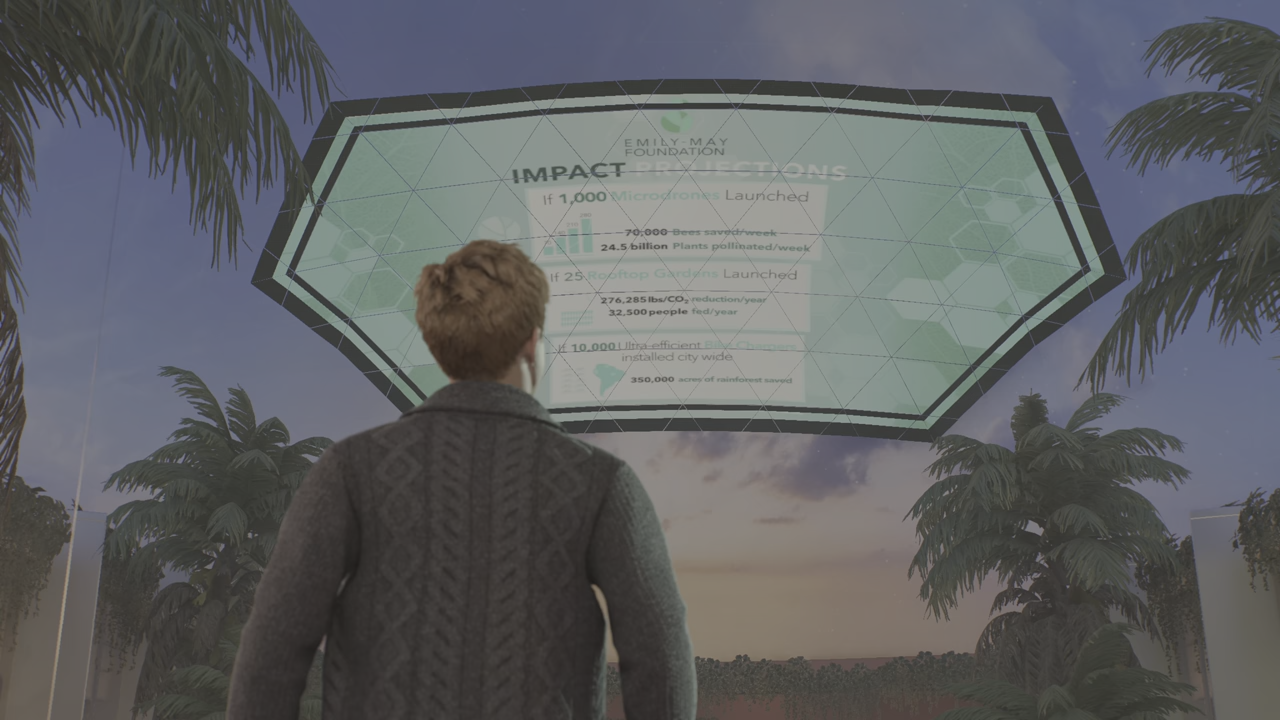 EMILY-MAY
FOUNDATION
IMPACT PROJECTIONS
If 1,000 Microdrones Launched
70,000 Bees saved/week
24.5 billion Plants pollinated/week
If 25 Rooftop Gardens Launched
276,285 lbs/CO₂ reduction/year
32,500 people fed/year
If 10,000 Ultra-efficient Bike Chargers
installed city wide
350,000 acres of rainforest saved